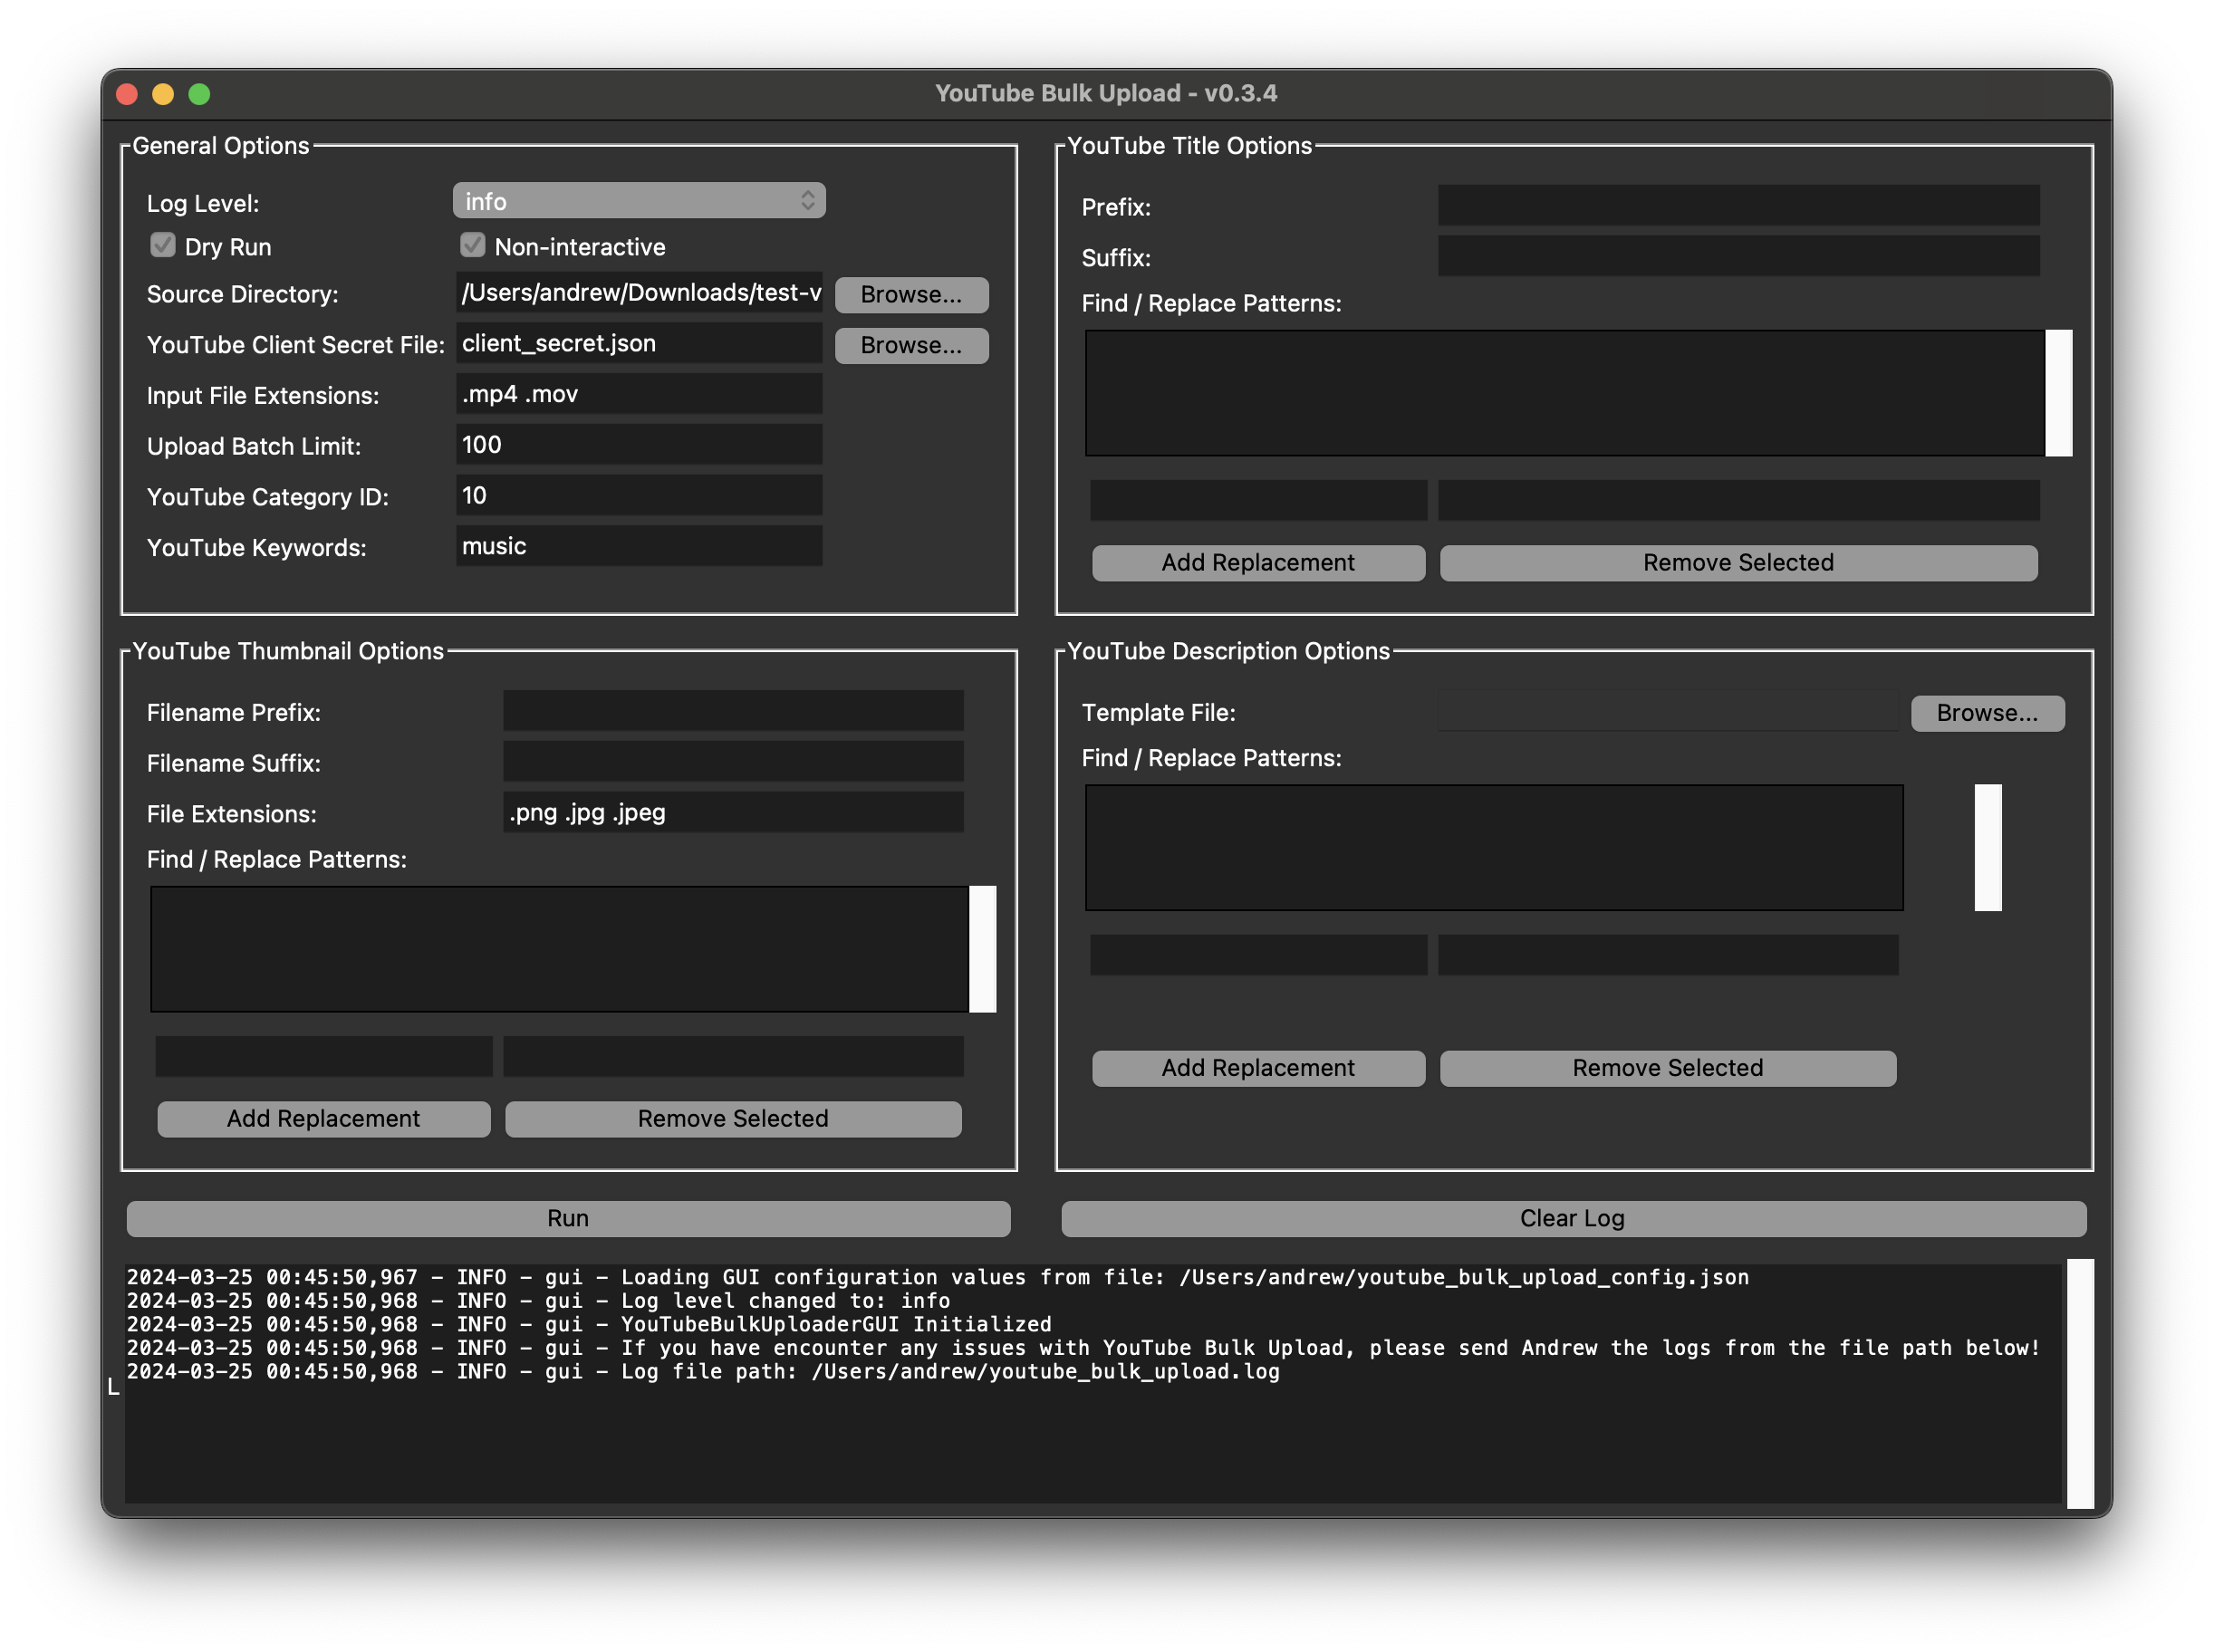 YouTube Bulk Upload - v0.3.4
General Options
Log Level:
info
Dry Run
Non-interactive
Source Directory:
/Users/andrew/Downloads/test-v
Browse...
YouTube Client Secret File:
client_secret.json
Browse...
Input File Extensions:
.mp4 .mov
Upload Batch Limit:
100
YouTube Category ID:
10
YouTube Keywords:
music
YouTube Title Options
Prefix:
Suffix:
Find / Replace Patterns:
Add Replacement
Remove Selected
YouTube Thumbnail Options
Filename Prefix:
Filename Suffix:
File Extensions:
.png .jpg .jpeg
Find / Replace Patterns:
Add Replacement
Remove Selected
YouTube Description Options
Template File:
Browse...
Find / Replace Patterns:
Add Replacement
Remove Selected
Run
Clear Log
2024-03-25 00:45:50,967 - INFO - gui - Loading GUI configuration values from file: /Users/andrew/youtube_bulk_upload_config.json
2024-03-25 00:45:50,968 - INFO - gui - Log level changed to: info
2024-03-25 00:45:50,968 - INFO - gui - YouTubeBulkUploaderGUI Initialized
2024-03-25 00:45:50,968 - INFO - gui - If you have encounter any issues with YouTube Bulk Upload, please send Andrew the logs from the file path below!
2024-03-25 00:45:50,968 - INFO - gui - Log file path: /Users/andrew/youtube_bulk_upload.log
L